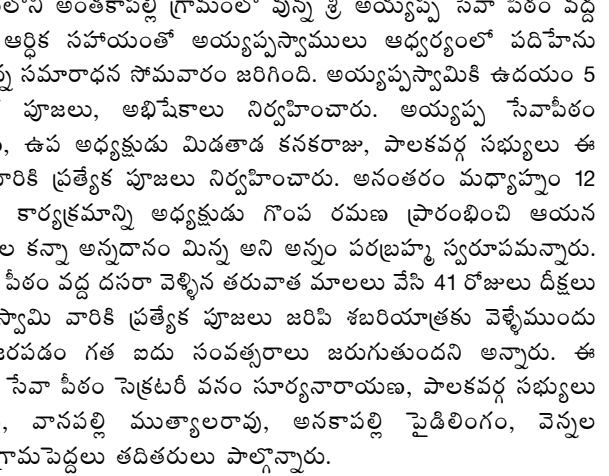 అంతకాపల్లి గ్రామంలో వున్న శ్రీ అయ్యప్ప సేవా పీఠం వద్ద
ఆర్ధిక సహాయంతో అయ్యప్పస్వాములు ఆధ్వర్యంలో పదిహేను
సమారాధన సోమవారం జరిగింది. అయ్యప్పస్వామికి ఉదయం 5
పూజలు, అభిషేకాలు నిర్వహించారు. అయ్యప్ప సేవాపీఠం
, ఉప అధ్యక్షుడు మిడతాడ కనకరాజు, పాలకవర్గ సభ్యులు ఈ
ప్రత్యేక పూజలు నిర్వహించారు. అనంతరం మధ్యాహ్నం 12
కార్యక్రమాన్ని అధ్యక్షుడు గొంప రమణ ప్రారంభించి ఆయన
కన్నా అన్నదానం మిన్న అని అన్నం పరబ్రహ్మ స్వరూపమన్నారు.
పీఠం వద్ద దసరా వెళ్ళిన తరువాత మాలలు వేసి 41 రోజులు దీక్షలు
స్వామి వారికి ప్రత్యేక పూజలు జరిపి శబరియాత్రకు వెళ్ళేముందు
గత ఐదు సంవత్సరాలు జరుగుతుందని అన్నారు. ఈ
సేవా పీఠం సెక్రటరీ వనం సూర్యనారాయణ, పాలకవర్గ సభ్యులు
, వానపల్లి ముత్యాలరావు, అనకాపల్లి పైడిలింగం, వెన్నల
గ్రామపెద్దలు తదితరులు పాల్గొన్నారు.